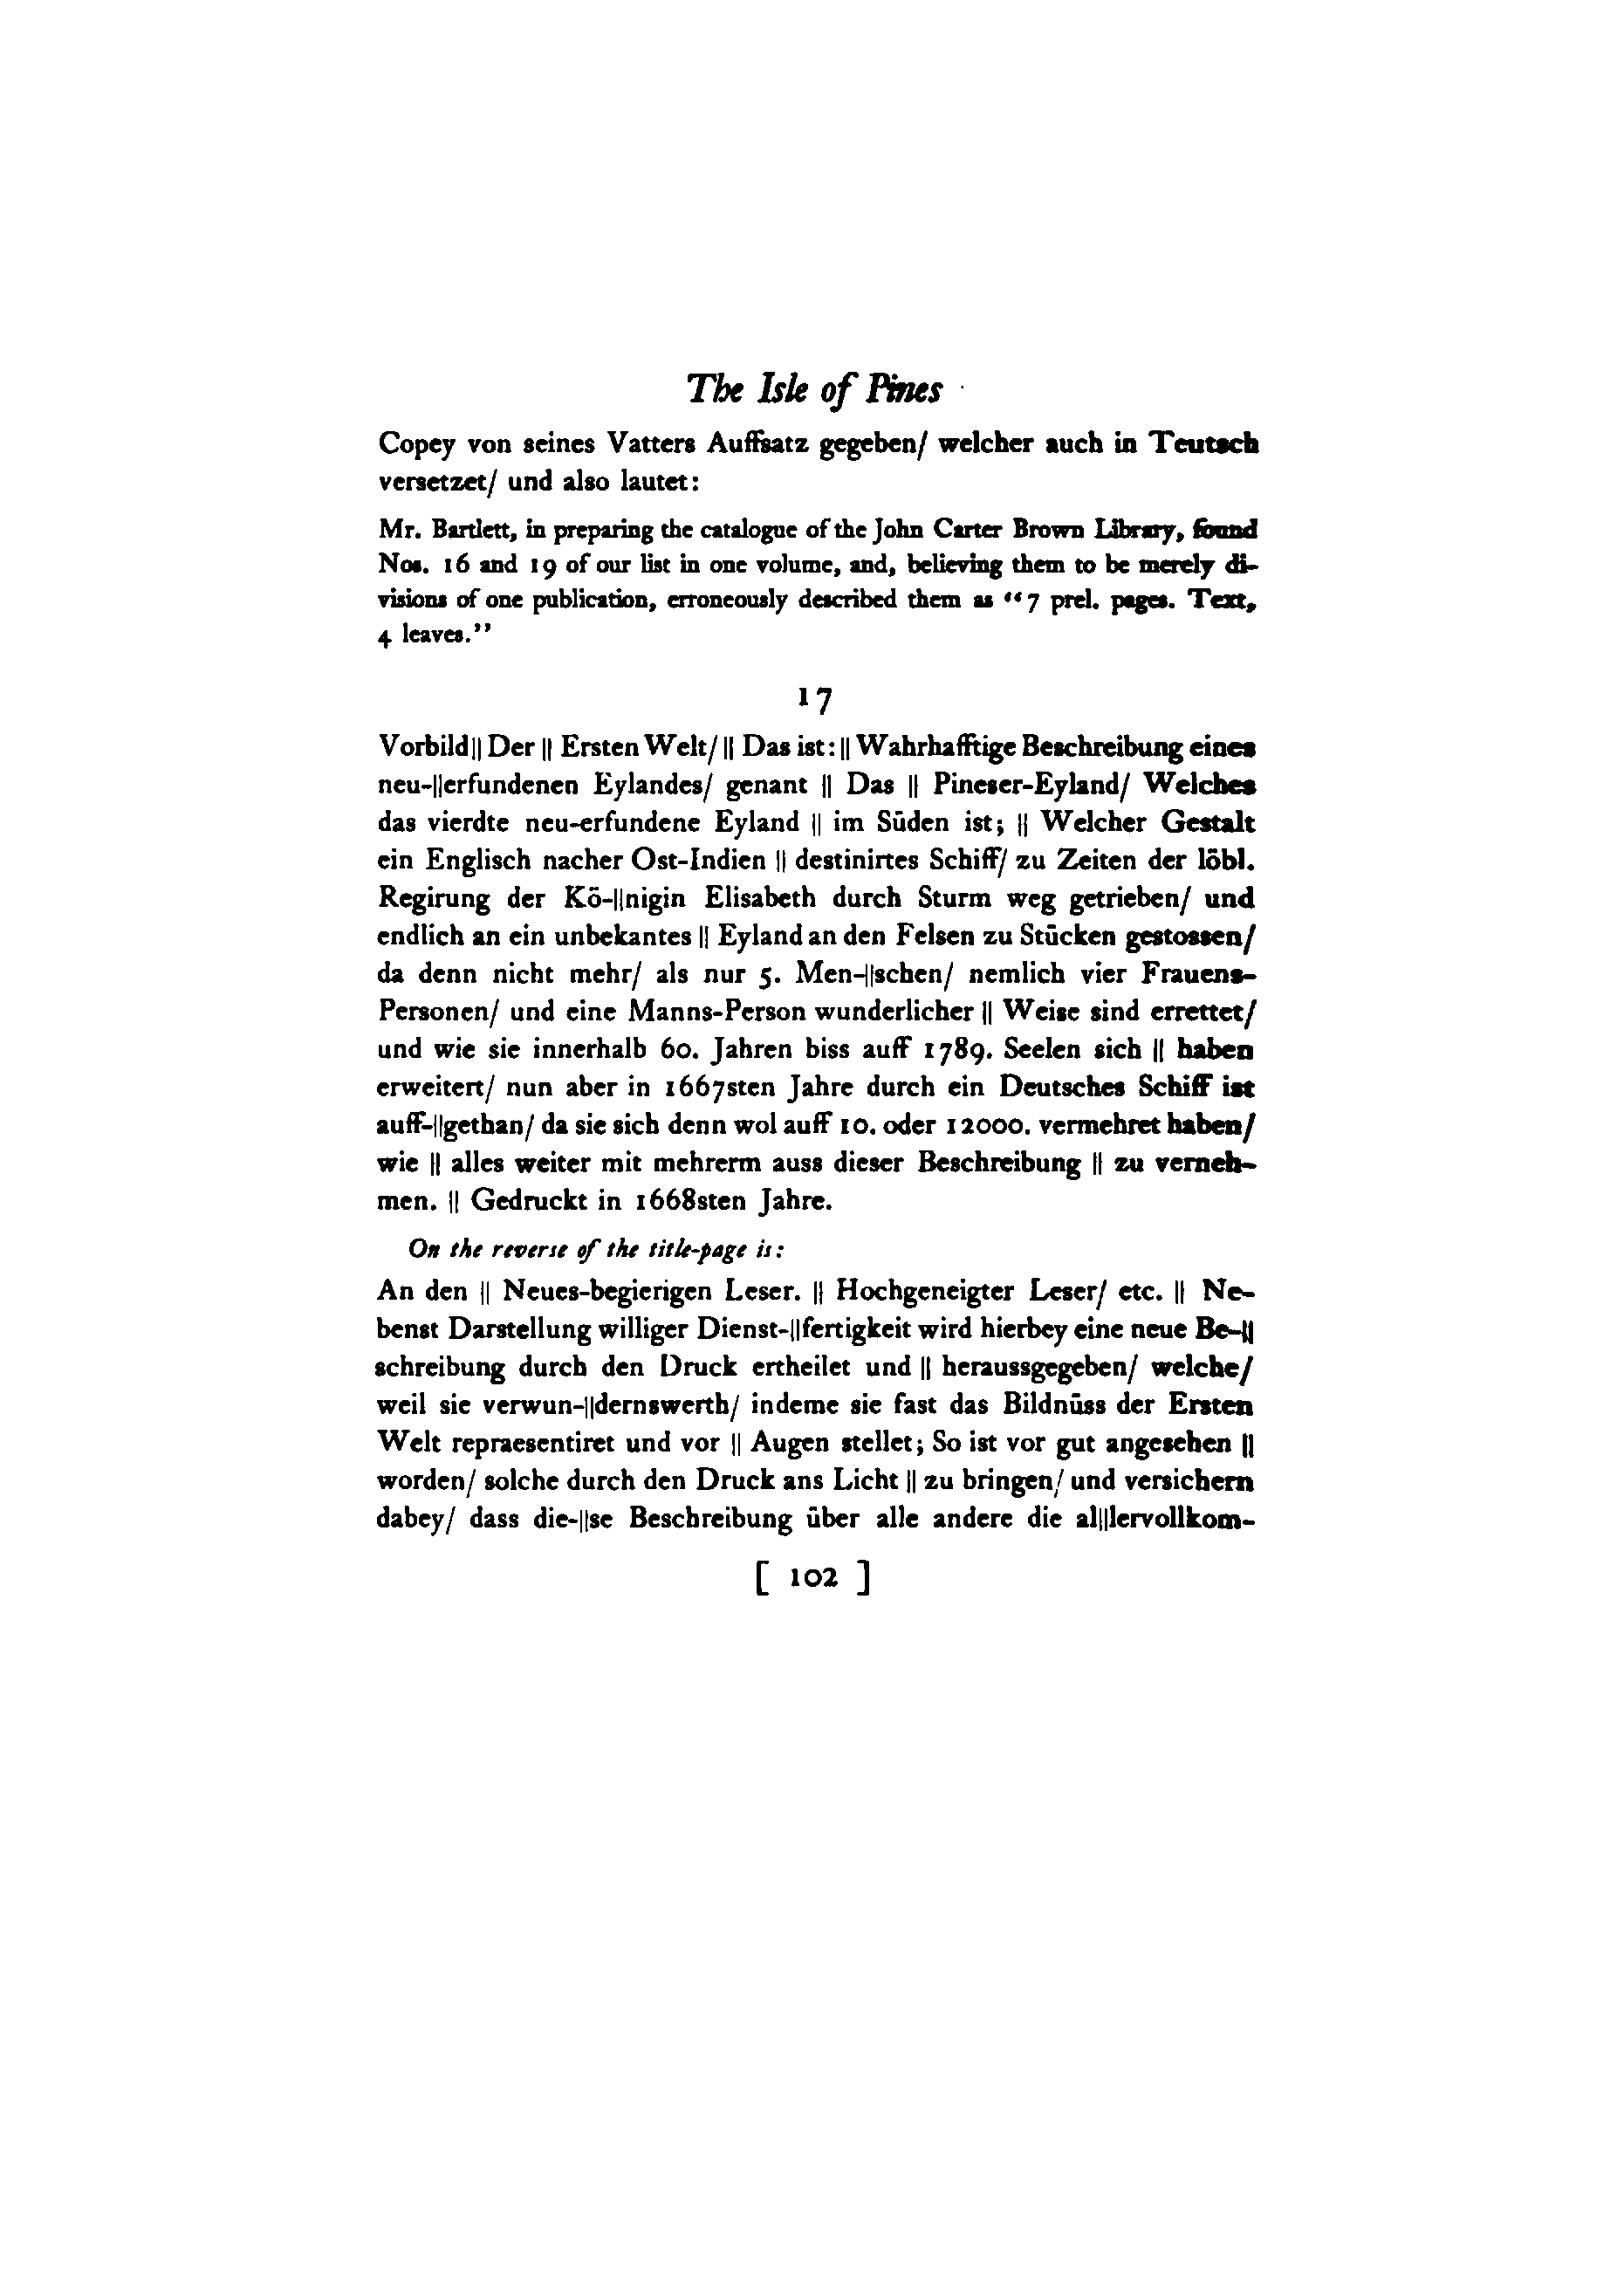 The Isle of Pines
Copey von seines Vatters Auffsatz gegeben/ welcher auch in Teutsch
versetzet/ und also lautet:
Mr. Bartlett, in preparing the catalogue of the John Carter Brown Library, found
Nos. 16 and 19 of our list in one volume, and, believing them to be merely di-
visions of one publication, erroneously described them as “7 prel. pages. Text,
4 leaves.”
17
Vorbild|| Der || Ersten Welt/ || Das ist: || Wahrhafftige Beschreibung eines
neu-||erfundenen Eylandes/ genant || Das || Pineser-Eyland/ Welches
das vierdte neu-erfundene Eyland || im Süden ist; || Welcher Gestalt
ein Englisch nacher Ost-Indien || destinirtes Schiff/ zu Zeiten der löbl.
Regirung der Kö-||nigin Elisabeth durch Sturm weg getrieben/ und
endlich an ein unbekantes || Eyland an den Felsen zu Stücken gestossen/
da denn nicht mehr/ als nur 5. Men-||schen/ nemlich vier Frauens-
Personen/ und eine Manns-Person wunderlicher || Weise sind errettet/
und wie sie innerhalb 60. Jahren biss auff 1789. Seelen sich || haben
erweitert/ nun aber in 1667sten Jahre durch ein Deutsches Schiff ist
auff-||gethan/ da sie sich denn wol auff 10. oder 12000. vermehret haben/
wie || alles weiter mit mehrerm auss dieser Beschreibung || zu verneh-
men. || Gedruckt in 1668sten Jahre.
On the reverse of the title-page is:
An den || Neues-begierigen Leser. || Hochgeneigter Leser/ etc. || Ne-
benst Darstellung williger Dienst-||fertigkeit wird hierbey eine neue Be-||
schreibung durch den Druck ertheilet und || heraussgegeben/ welche/
weil sie verwun-||dernswerth/ indeme sie fast das Bildnüss der Ersten
Welt repraesentiret und vor || Augen stellet; So ist vor gut angesehen ||
worden/ solche durch den Druck ans Licht || zu bringen/ und versichern
dabey/ dass die-||se Beschreibung über alle andere die al||lervollkom-
[ 102 ]